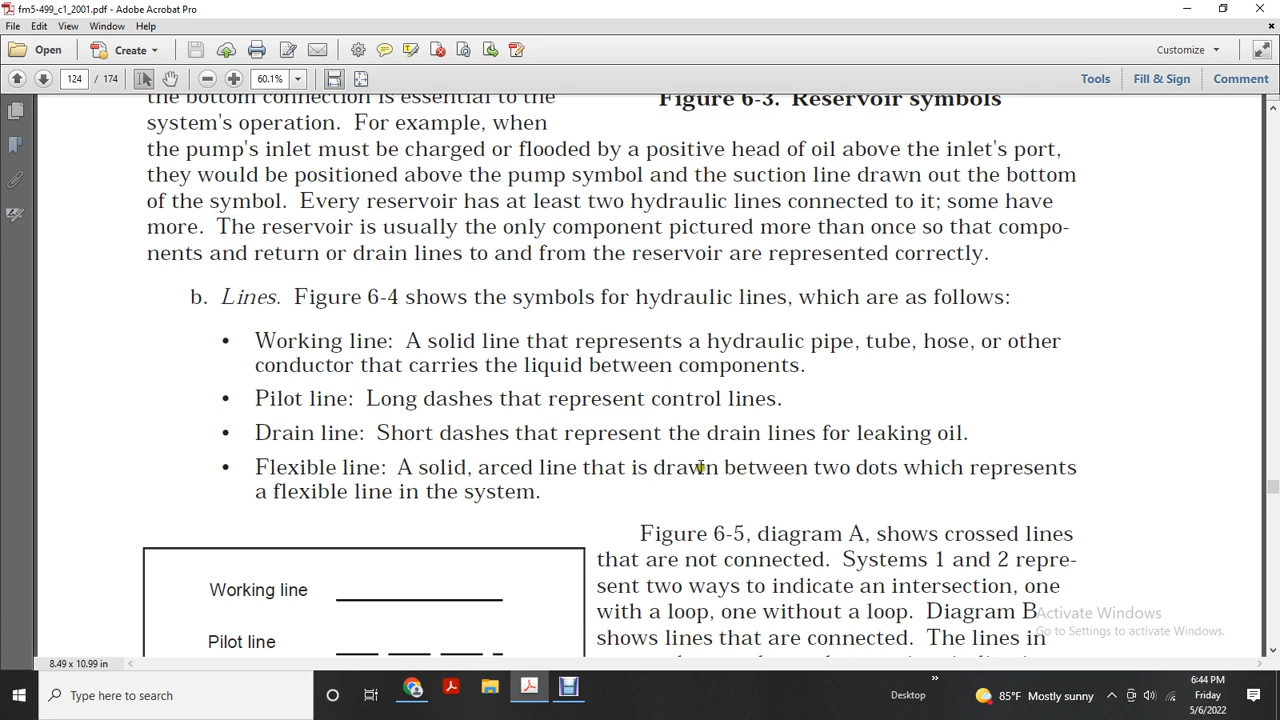 fm5-499_c1_2001.pdf - Adobe Acrobat Pro
File Edit View Window Help
Open Create Customize
124 / 174 60.1% Tools Fill & Sign Comment
the bottom connection is essential to the
Figure 6-3. Reservoir symbols
system's operation. For example, when
the pump's inlet must be charged or flooded by a positive head of oil above the inlet's port,
they would be positioned above the pump symbol and the suction line drawn out the bottom
of the symbol. Every reservoir has at least two hydraulic lines connected to it; some have
more. The reservoir is usually the only component pictured more than once so that compo-
nents and return or drain lines to and from the reservoir are represented correctly.
b. Lines. Figure 6-4 shows the symbols for hydraulic lines, which are as follows:
• Working line: A solid line that represents a hydraulic pipe, tube, hose, or other
conductor that carries the liquid between components.
• Pilot line: Long dashes that represent control lines.
• Drain line: Short dashes that represent the drain lines for leaking oil.
• Flexible line: A solid, arced line that is drawn between two dots which represents
a flexible line in the system.
Figure 6-5, diagram A, shows crossed lines
that are not connected. Systems 1 and 2 repre-
sent two ways to indicate an intersection, one
with a loop, one without a loop. Diagram B
shows lines that are connected. The lines in
Working line
Pilot line
Activate Windows
Go to Settings to activate Windows.
8.49 x 10.99 in
Type here to search
Desktop
85°F Mostly sunny
6:44 PM
Friday
5/6/2022